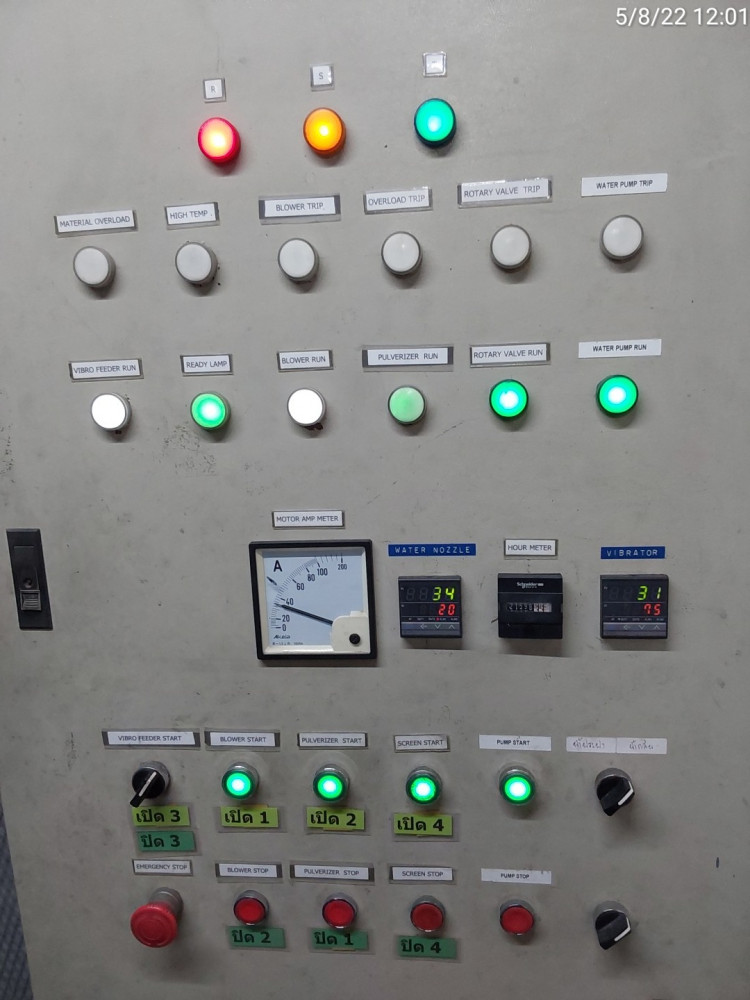 5/8/22 12:01
R
S
MATERIAL OVERLOAD
HIGH TEMP .
BLOWER TRIP
OVERLOAD TRIP
ROTARY VALVE TRIP
WATER PUMP TRIP
VIBRO FEEDER RUN
READY LAMP
BLOWER RUN
PULVERIZER RUN
ROTARY VALVE RUN
WATER PUMP RUN
MOTOR AMP METER
WATER NOZZLE
HOUR METER
VIBRATOR
A
0
20
40
60
80
100
200
34
20
Schneider
31
75
VIBRO FEEDER START
BLOWER START
PULVERIZER START
SCREEN START
PUMP START
เปิด 3
เปิด 1
เปิด 2
เปิด 4
ปิด 3
EMERGENCY STOP
BLOWER STOP
PULVERIZER STOP
SCREEN STOP
PUMP STOP
ปิด 2
ปิด 1
ปิด 4